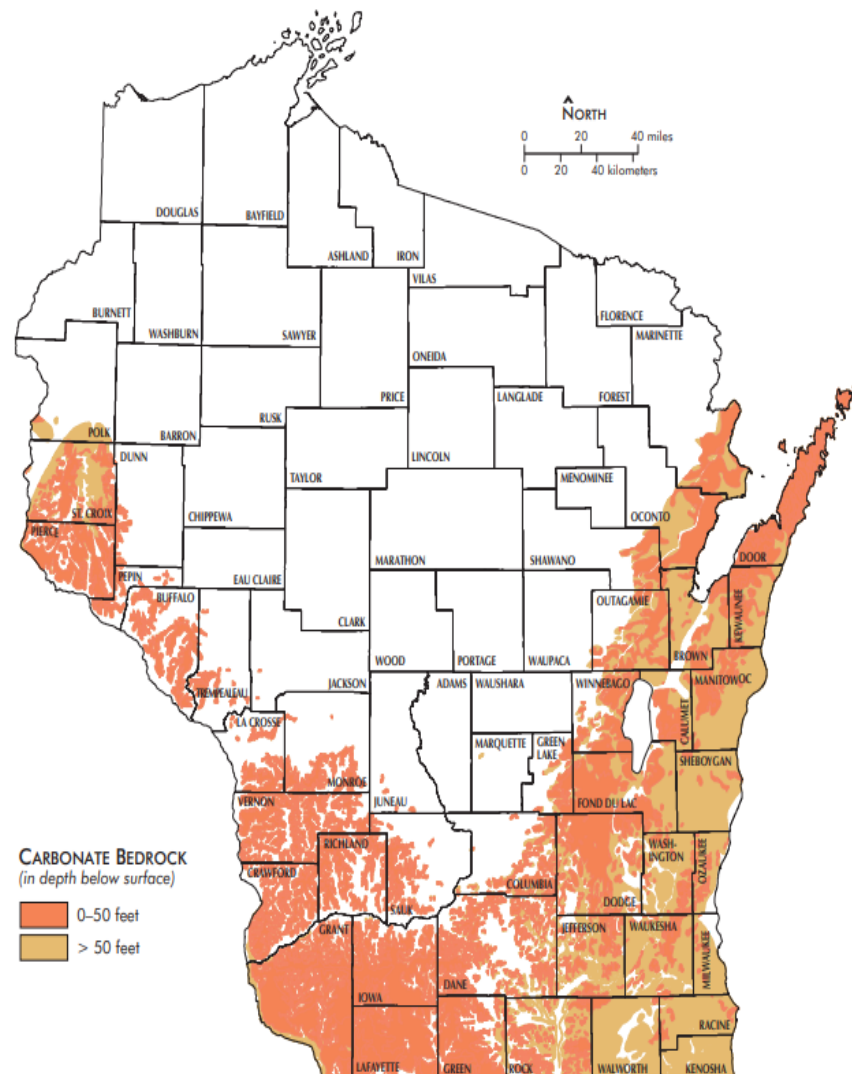 NORTH
0 20 40 miles
0 20 40 kilometers
DOUGLAS
BAYFIELD
ASHLAND
IRON
VILAS
BURNETT
WASHBURN
SAWYER
FLORENCE
MARINETTE
ONEIDA
PRICE
LANGLADE
FOREST
RUSK
POLK
BARRON
LINCOLN
DUNN
TAYLOR
MENOMINEE
ST. CROIX
CHIPPEWA
OCONTO
PIERCE
MARATHON
SHAWANO
DOOR
PEPIN
EAU CLAIRE
BUFFALO
OUTAGAMIE
KEWAUNEE
CLARK
BROWN
WOOD
PORTAGE
WAUPACA
TREMPEALEAU
JACKSON
ADAMS
WAUSHARA
WINNEBAGO
MANITOWOC
LA CROSSE
CALUMET
MARQUETTE
GREEN
LAKE
SHEBOYGAN
MONROE
VERNON
JUNEAU
FOND DU LAC
CARBONATE BEDROCK
(in depth below surface)
0–50 feet
> 50 feet
RICHLAND
WASH-
INGTON
OZAUKEE
CRAWFORD
COLUMBIA
DODGE
SAUK
GRANT
JEFFERSON
WAUKESHA
MILWAUKEE
DANE
IOWA
RACINE
LAFAYETTE
GREEN
ROCK
WALWORTH
KENOSHA